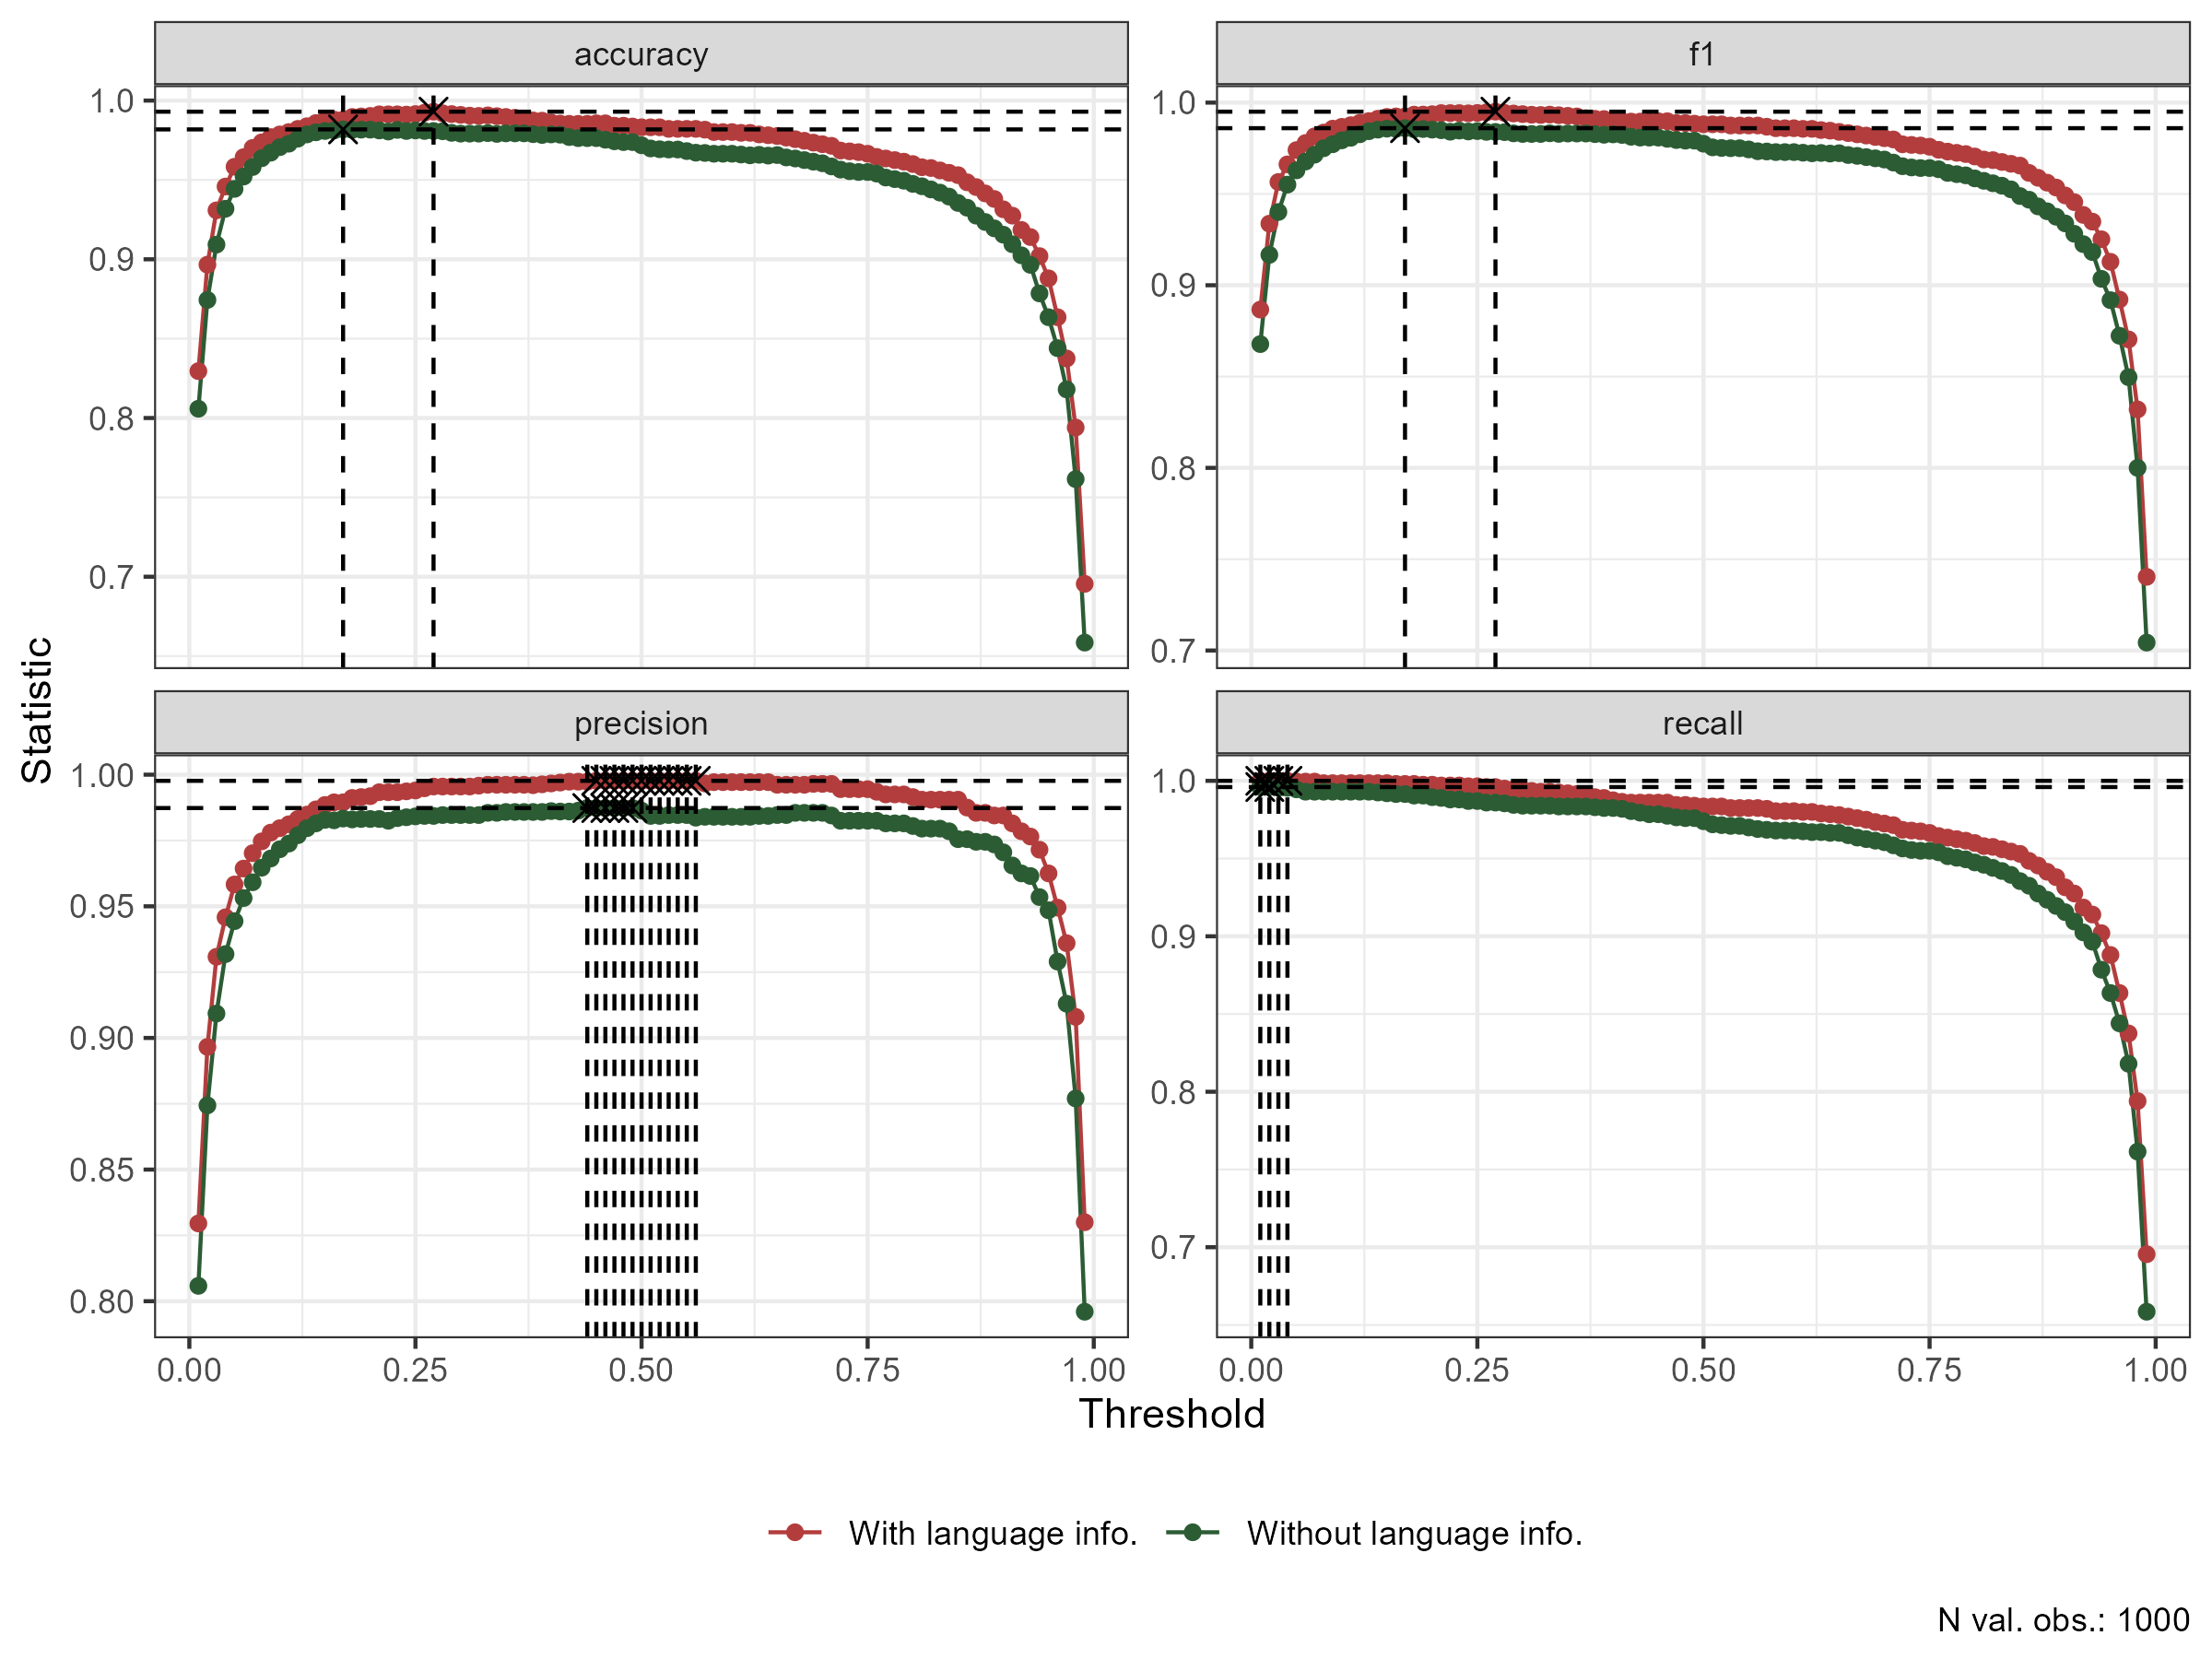 accuracy
f1
1.0
0.9
0.8
0.7
1.0
0.9
0.8
0.7
precision
recall
1.00
0.95
0.90
0.85
0.80
1.0
0.9
0.8
0.7
0.00 0.25 0.50 0.75 1.00
0.00 0.25 0.50 0.75 1.00
Statistic
Threshold
With language info. Without language info.
N val. obs.: 1000